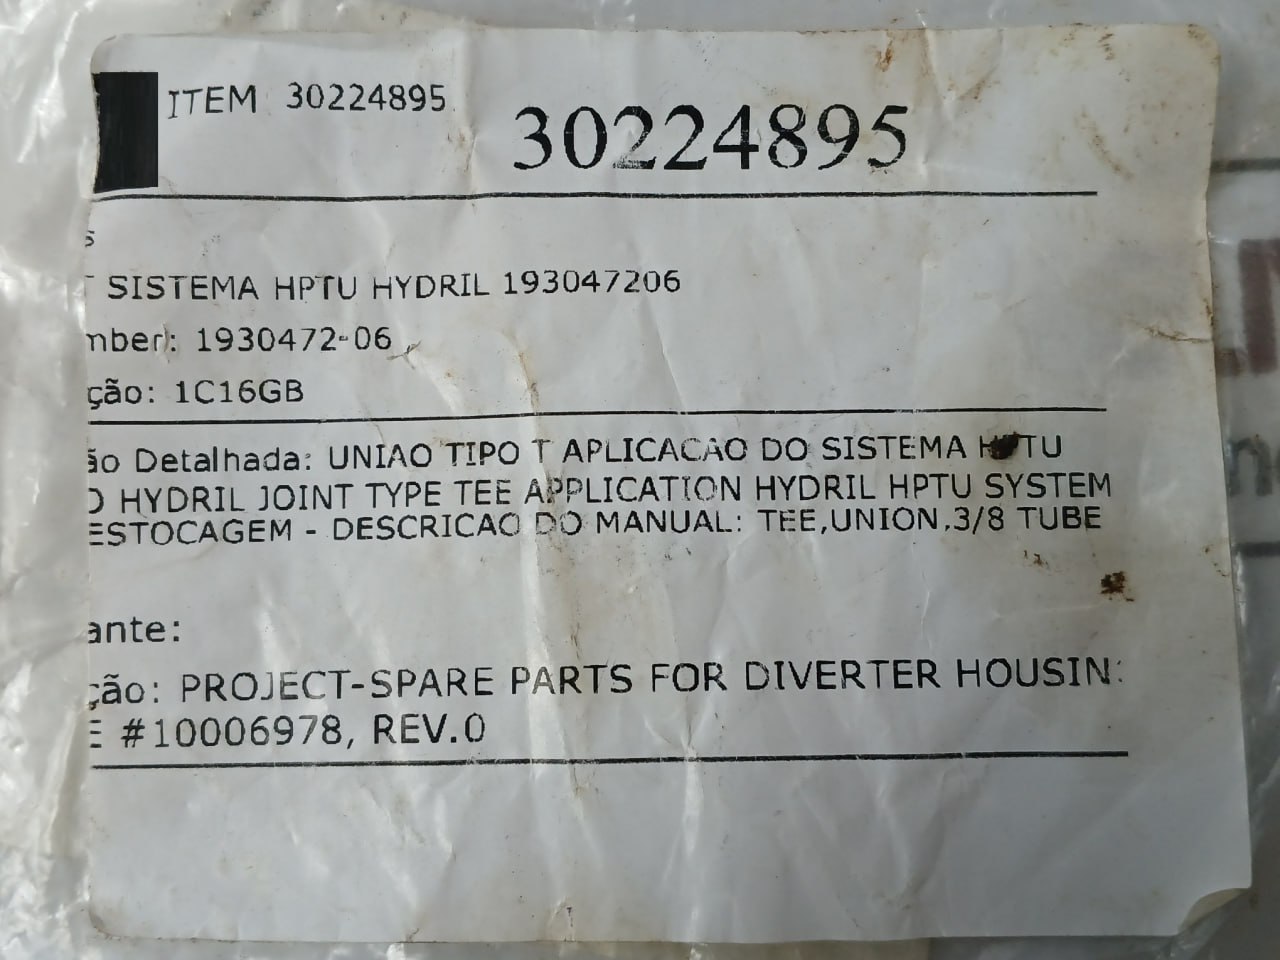 ITEM 30224895
30224895
s
SISTEMA HPTU HYDRIL 193047206
mber: 1930472-06
ção: 1C16GB
ão Detalhada: UNIAO TIPO T APLICACAO DO SISTEMA HPTU
O HYDRIL JOINT TYPE TEE APPLICATION HYDRIL HPTU SYSTEM
ESTOCAGEM - DESCRICAO DO MANUAL: TEE,UNION,3/8 TUBE
ante:
ção: PROJECT-SPARE PARTS FOR DIVERTER HOUSIN
E #10006978, REV.0